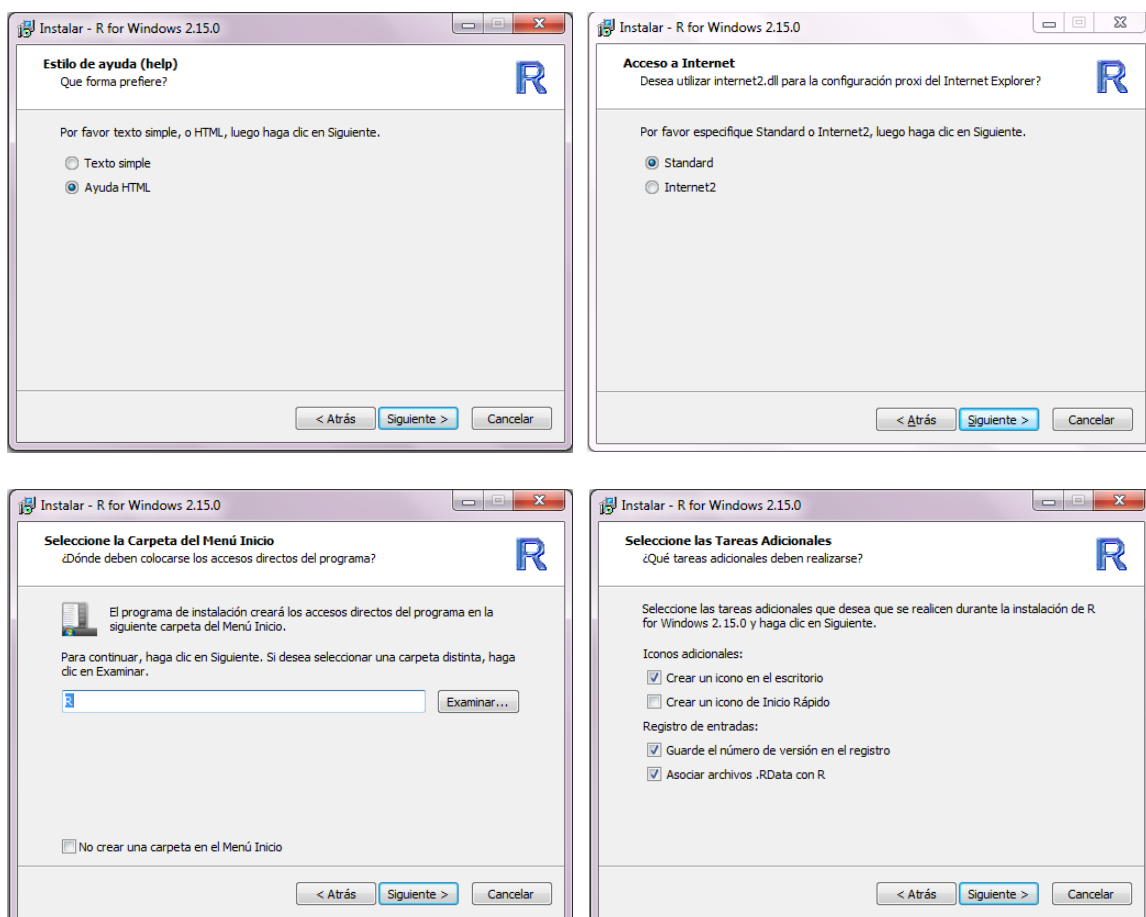 Instalar - R for Windows 2.15.0
Estilo de ayuda (help)
Que forma prefiere?
R
Por favor texto simple, o HTML, luego haga clic en Siguiente.
Texto simple
Ayuda HTML
< Atrás
Siguiente >
Cancelar
Instalar - R for Windows 2.15.0
Acceso a Internet
Desea utilizar internet2.dll para la configuración proxi del Internet Explorer?
R
Por favor especifique Standard o Internet2, luego haga clic en Siguiente.
Standard
Internet2
< Atrás
Siguiente >
Cancelar
Instalar - R for Windows 2.15.0
Seleccione la Carpeta del Menú Inicio
¿Dónde deben colocarse los accesos directos del programa?
R
El programa de instalación creará los accesos directos del programa en la
siguiente carpeta del Menú Inicio.
Para continuar, haga clic en Siguiente. Si desea seleccionar una carpeta distinta, haga
clic en Examinar.
R
Examinar...
No crear una carpeta en el Menú Inicio
< Atrás
Siguiente >
Cancelar
Instalar - R for Windows 2.15.0
Seleccione las Tareas Adicionales
¿Qué tareas adicionales deben realizarse?
R
Seleccione las tareas adicionales que desea que se realicen durante la instalación de R
for Windows 2.15.0 y haga clic en Siguiente.
Iconos adicionales:
Crear un icono en el escritorio
Crear un icono de Inicio Rápido
Registro de entradas:
Guarde el número de versión en el registro
Asociar archivos .RData con R
< Atrás
Siguiente >
Cancelar